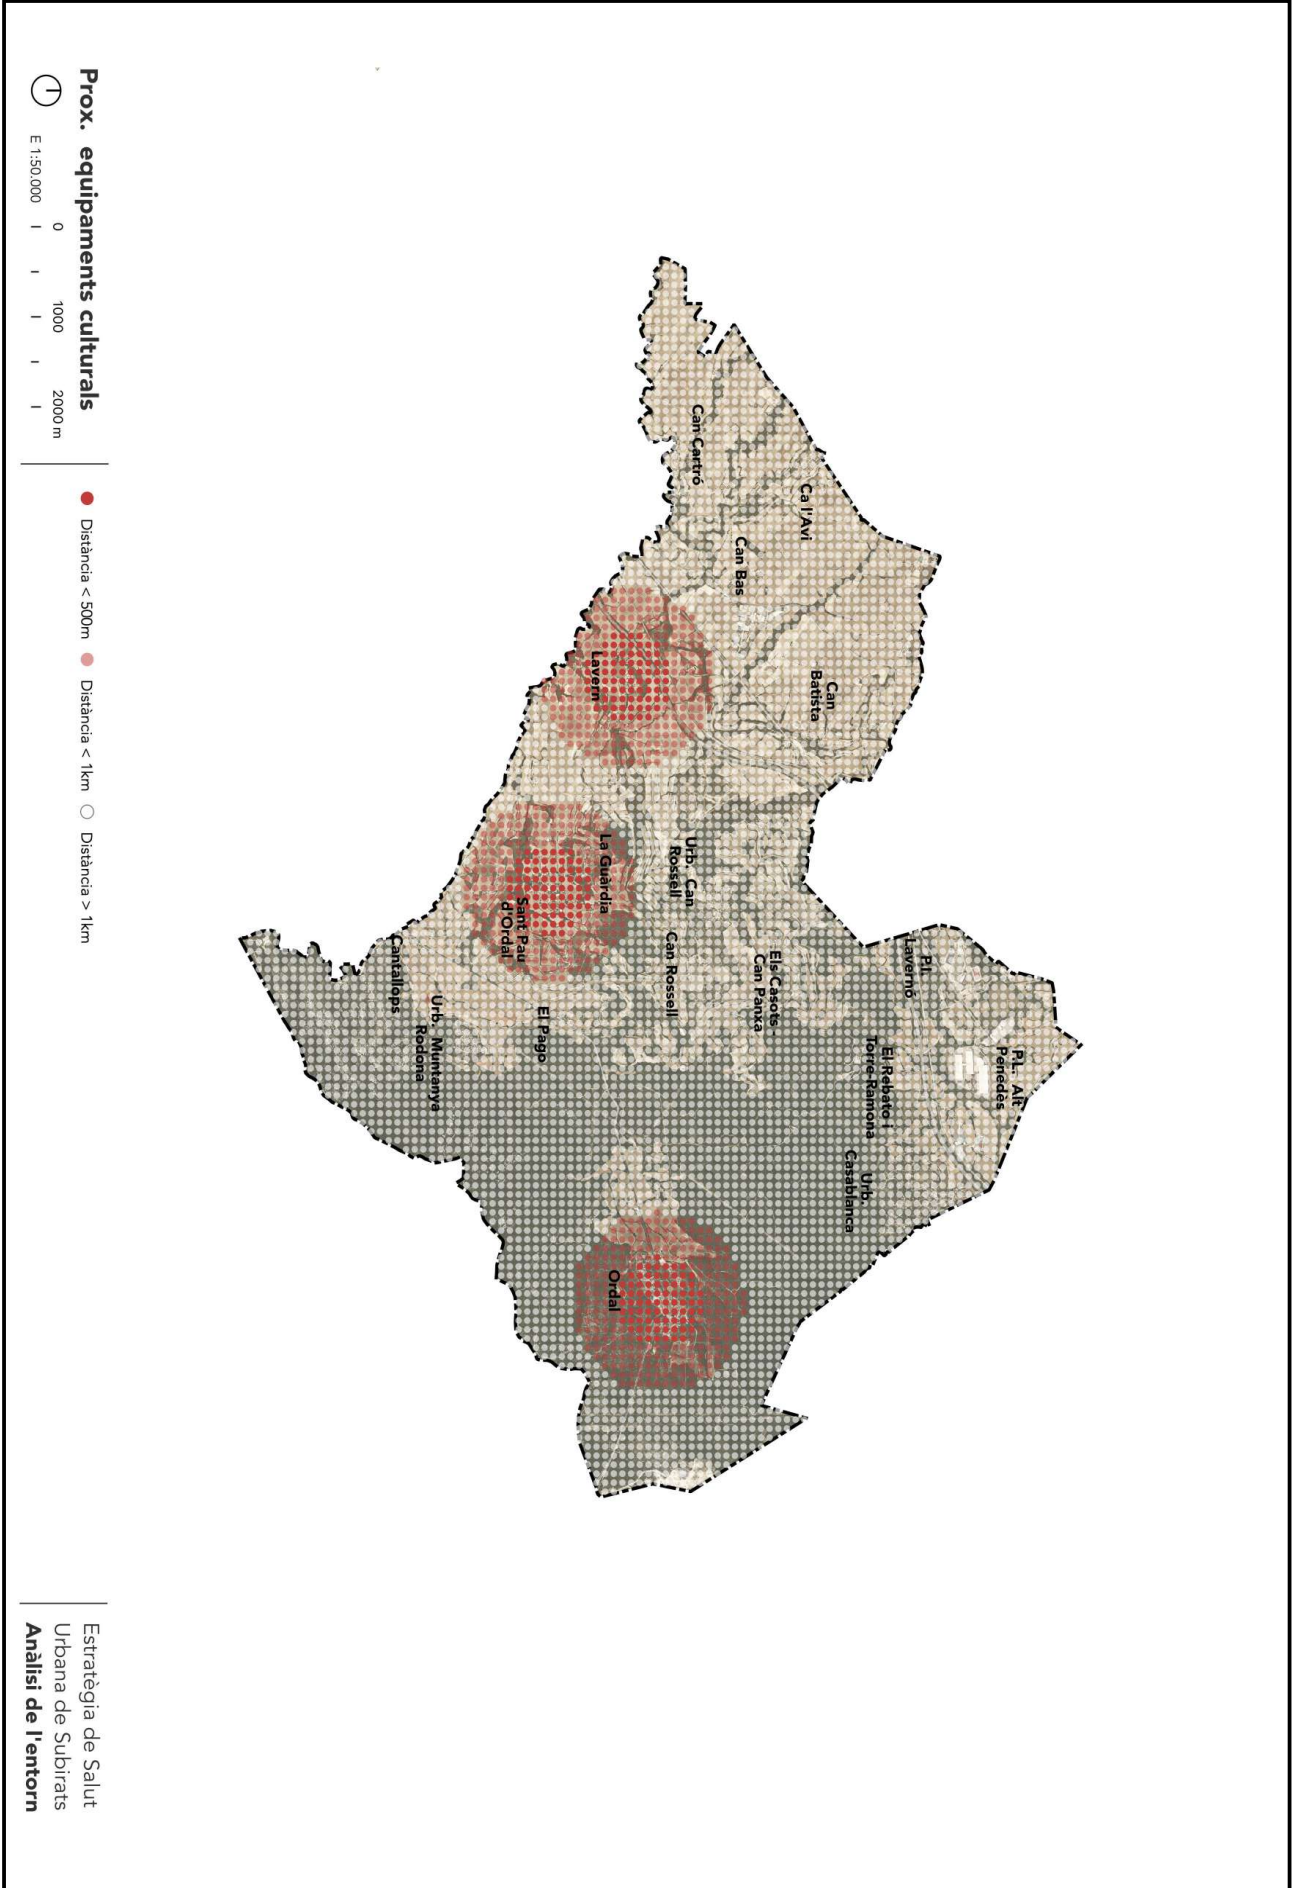 P.L. Alt
Penedès
P.I.
Lavernó
El Rebato i
Torre-Ramona
Urb.
Casablanca
Can
Batista
Ca l'Avi
Els Casots -
Can Panxa
Can Bas
Can Cartró
Urb. Can
Rossell
Can Rossell
La Guàrdia
Lavern
Ordal
El Pago
Sant Pau
d'Ordal
Urb. Muntanya
Rodona
Cantallops
Prox. equipaments culturals
E 1:50.000
0 1000 2000 m
Distància < 500m Distància < 1km Distància > 1km
Estratègia de Salut
Urbana de Subirats
Anàlisi de l'entorn